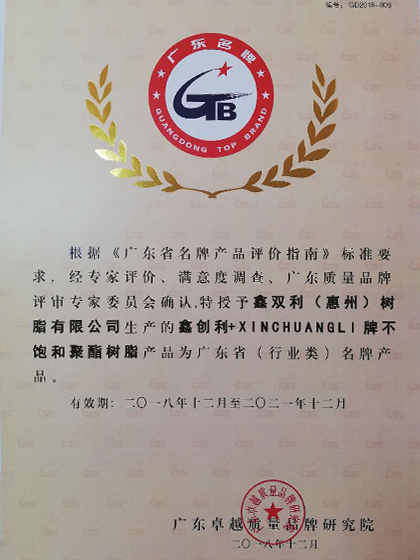 编号：GD2018-806
广东名牌
GTB
GUANGDONG TOP BRAND
根据《广东省名牌产品评价指南》标准要
求，经专家评价、满意度调查、广东质量品牌
评审专家委员会确认,特授予鑫双利（惠州）树
脂有限公司生产的鑫创利+XINCHUANGLI牌不
饱和聚酯树脂产品为广东省（行业类）名牌产
品。
有效期：二〇一八年十二月至二〇二一年十二月
广东卓越质量品牌研究院
二〇一八年十二月